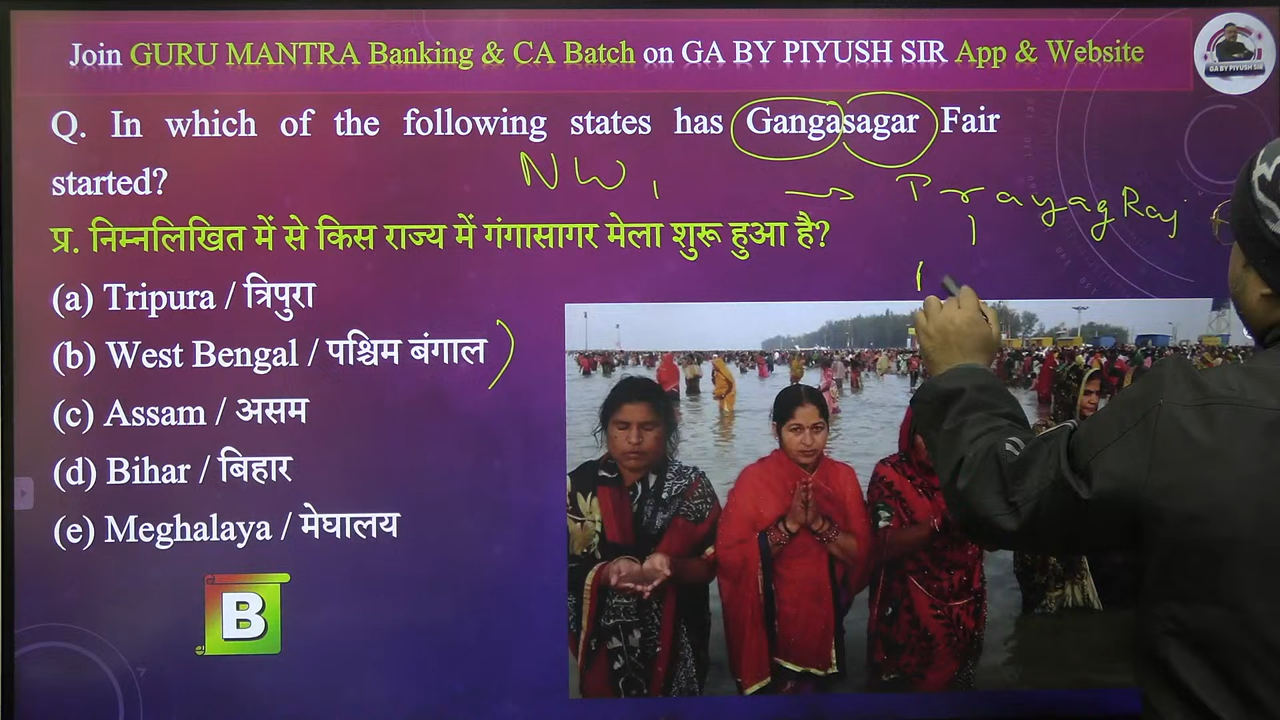 Join GURU MANTRA Banking & CA Batch on GA BY PIYUSH SIR App & Website
GA BY PIYUSH SIR
Q. In which of the following states has Gangasagar Fair
started?
NW 1 → PrayagRaj
प्र. निम्नलिखित में से किस राज्य में गंगासागर मेला शुरू हुआ है?
(a) Tripura / त्रिपुरा
(b) West Bengal / पश्चिम बंगाल
(c) Assam / असम
(d) Bihar / बिहार
(e) Meghalaya / मेघालय
B